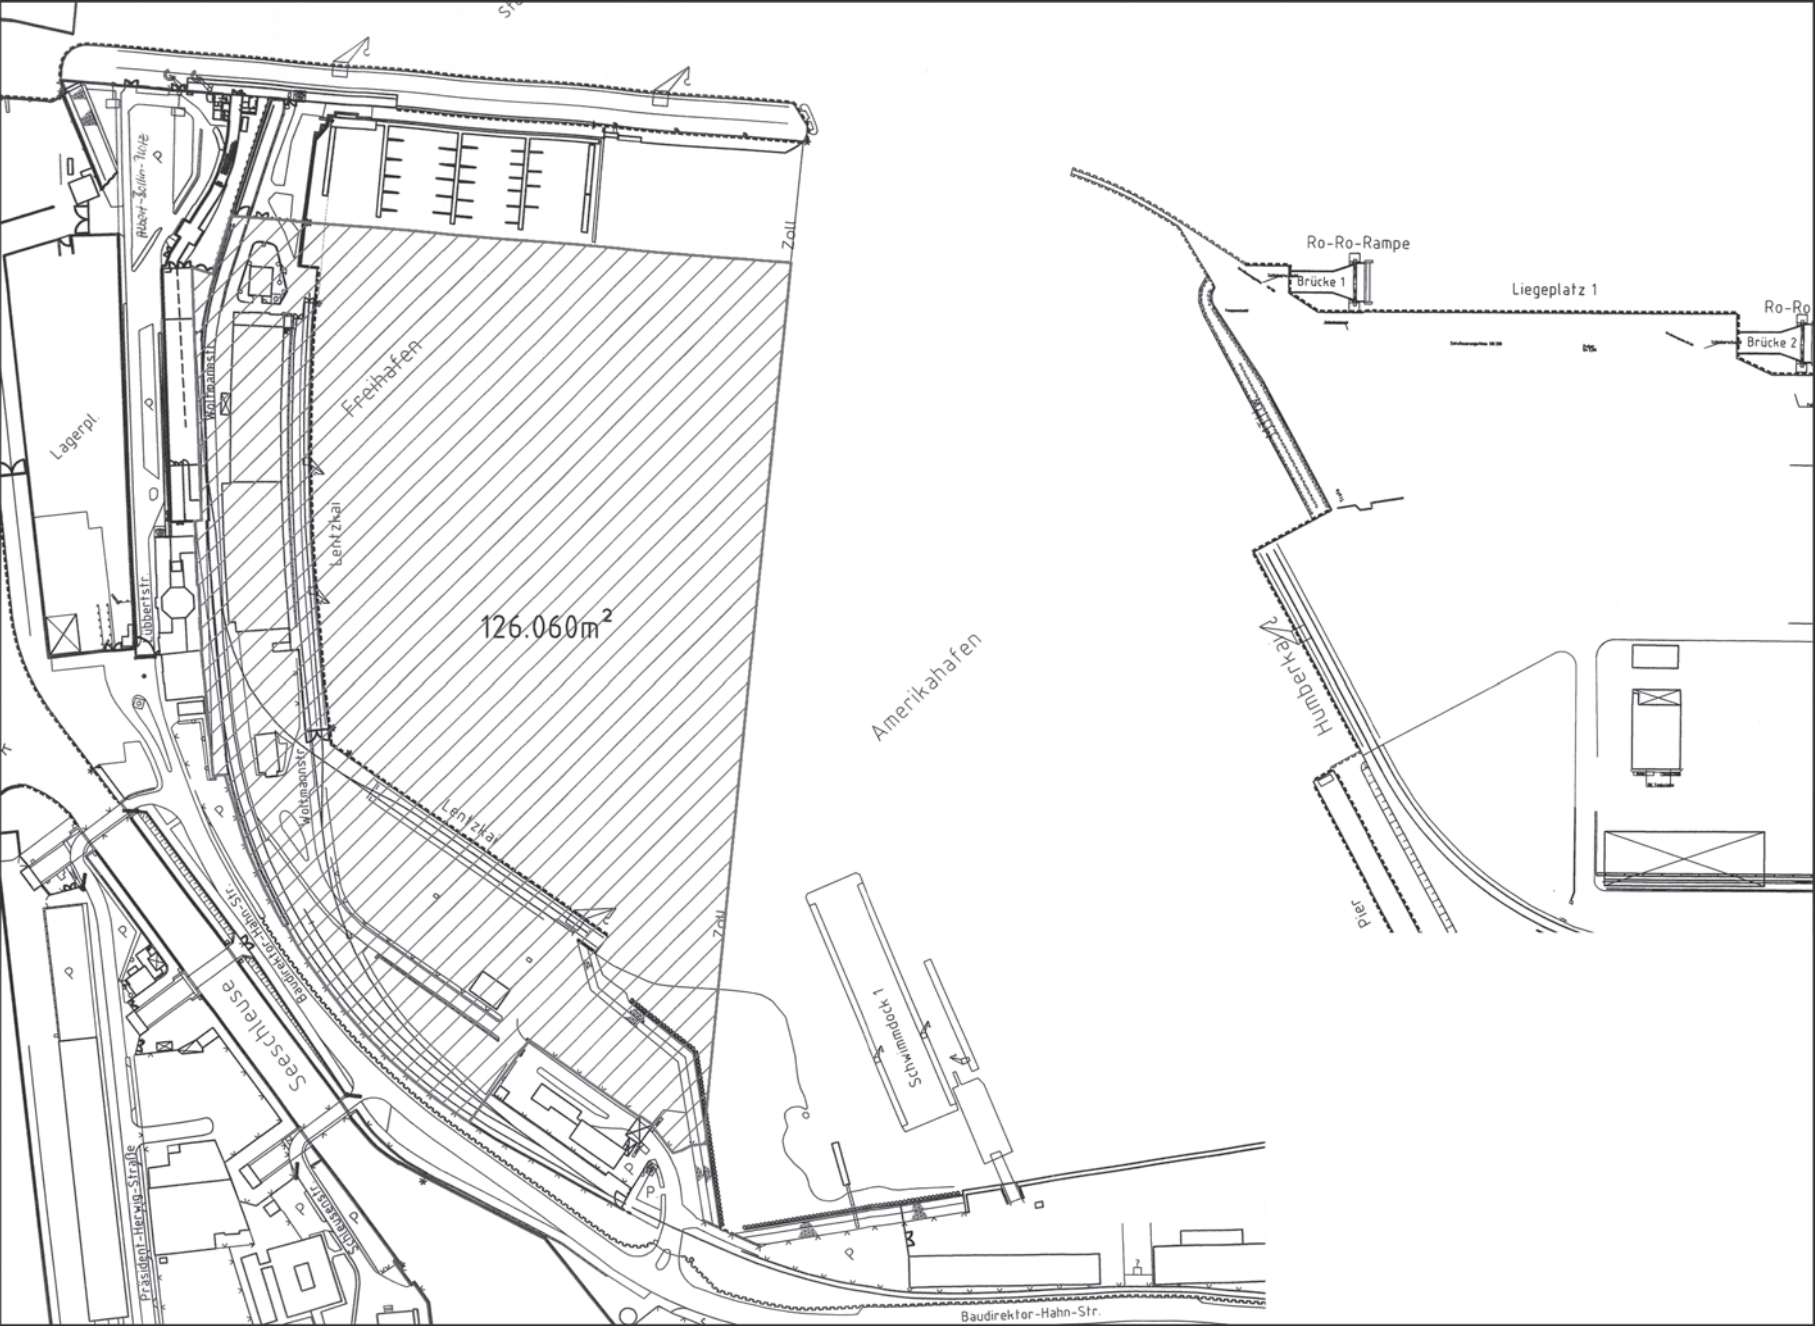 Albert-Ballin-Platz
P
Zoll
Ro-Ro-Rampe
Brücke 1
Liegeplatz 1
Ro-Ro
Brücke 2
Freihafen
Woltmannstr.
P
Lagerpl.
Lentzkai
Lübbertstr.
126.060m²
Amerikahafen
Humberkai
Woltmannstr.
P
Lentzkai
Pier
Zoll
Baudirektor-Hahn-Str.
P
P
Seeschleuse
Schwimmdock 1
P
P
Präsident-Herwig-Straße
Schleusenstr.
P
P
P
Baudirektor-Hahn-Str.